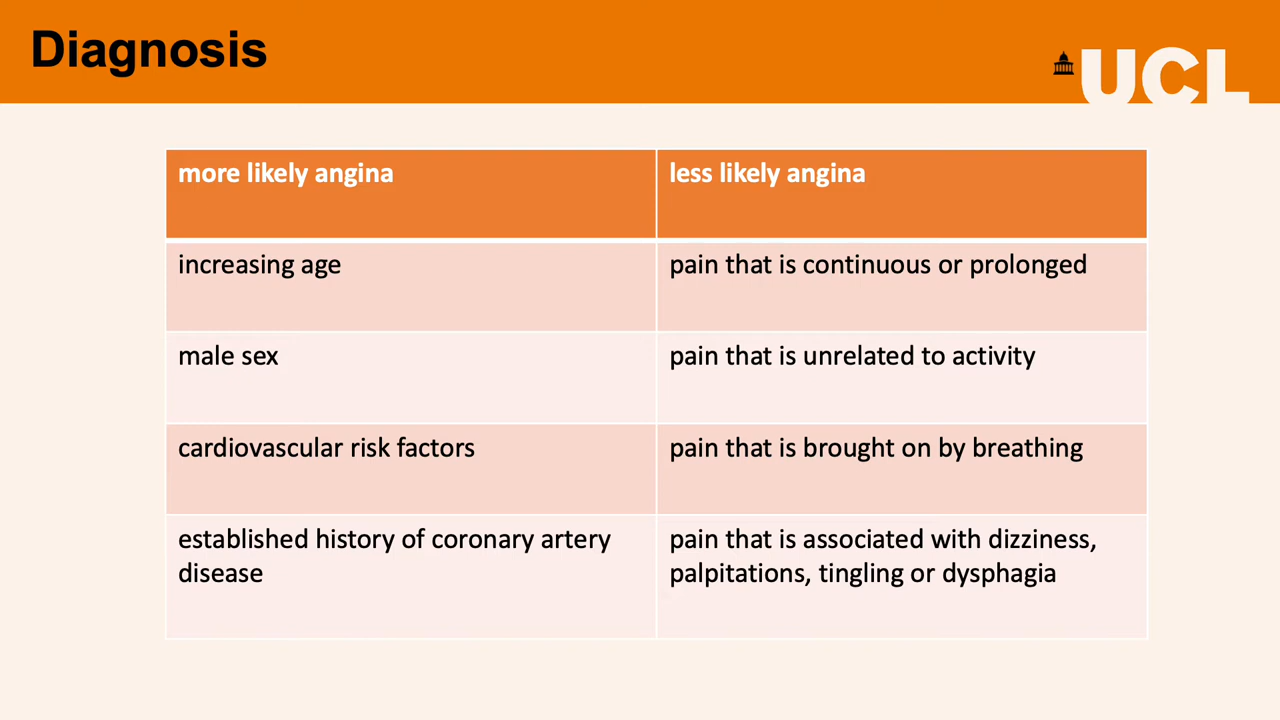 Diagnosis
UCL
more likely angina
less likely angina
increasing age
pain that is continuous or prolonged
male sex
pain that is unrelated to activity
cardiovascular risk factors
pain that is brought on by breathing
established history of coronary artery
disease
pain that is associated with dizziness,
palpitations, tingling or dysphagia